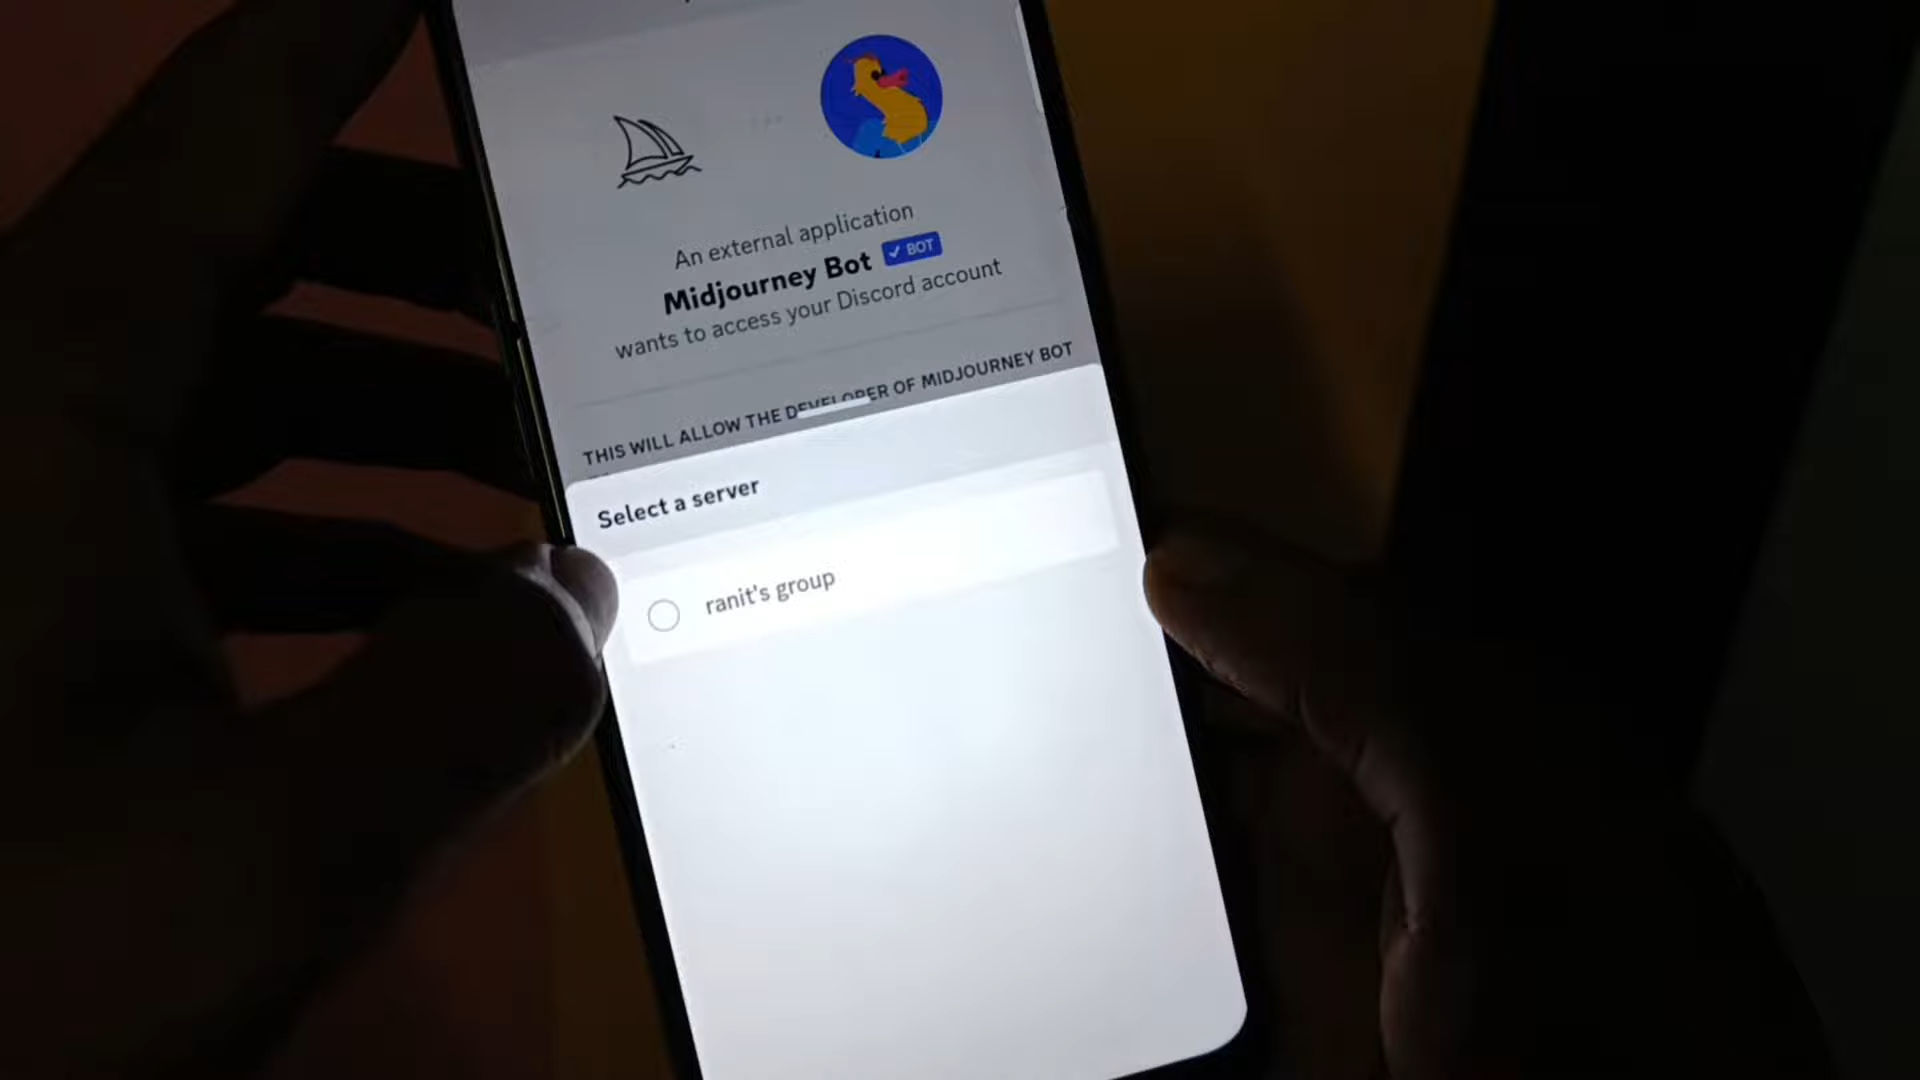 An external application
Midjourney Bot ✓ BOT
wants to access your Discord account
THIS WILL ALLOW THE DEVELOPER OF MIDJOURNEY BOT
Select a server
ranit's group